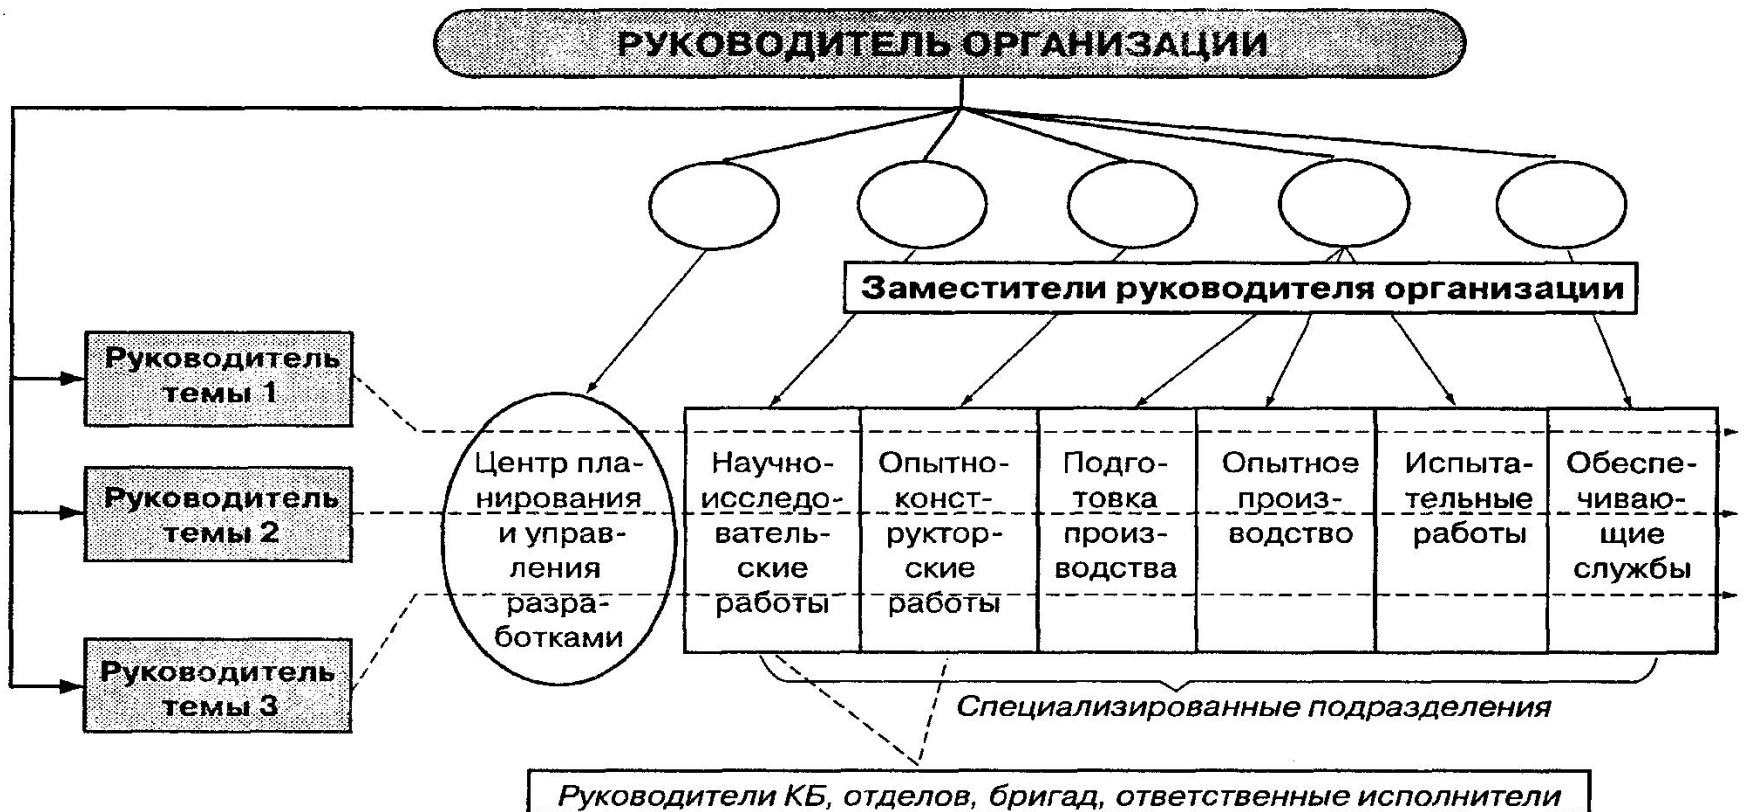 РУКОВОДИТЕЛЬ ОРГАНИЗАЦИИ
Заместители руководителя организации
Руководитель
темы 1
Руководитель
темы 2
Руководитель
темы 3
Центр пла-
нирования
и управ-
ления
разра-
ботками
Научно-
исследо-
ватель-
ские
работы
Опытно-
конст-
руктор-
ские
работы
Подго-
товка
произ-
водства
Опытное
произ-
водство
Испыта-
тельные
работы
Обеспе-
чиваю-
щие
службы
Специализированные подразделения
Руководители КБ, отделов, бригад, ответственные исполнители